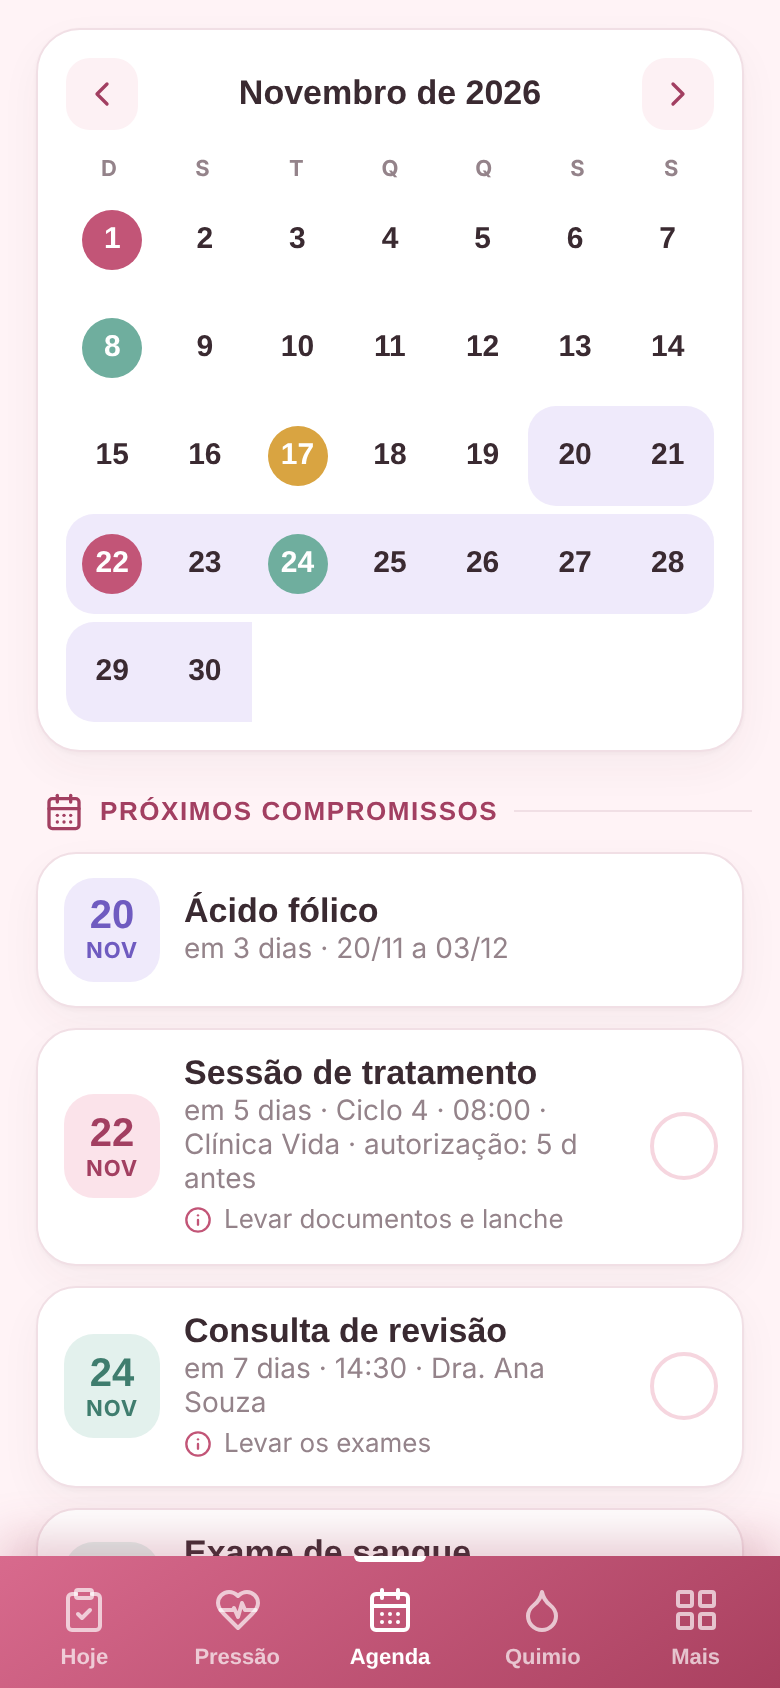 Novembro de 2026
D S T Q Q S S
1 2 3 4 5 6 7
8 9 10 11 12 13 14
15 16 17 18 19 20 21
22 23 24 25 26 27 28
29 30
PRÓXIMOS COMPROMISSOS
20
NOV
Ácido fólico
em 3 dias · 20/11 a 03/12
22
NOV
Sessão de tratamento
em 5 dias · Ciclo 4 · 08:00 ·
Clínica Vida · autorização: 5 d
antes
Levar documentos e lanche
24
NOV
Consulta de revisão
em 7 dias · 14:30 · Dra. Ana
Souza
Levar os exames
Exame de sangue
Hoje
Pressão
Agenda
Quimio
Mais